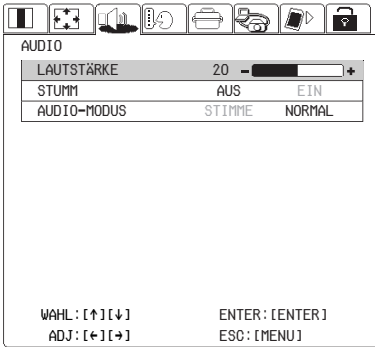 AUDIO
LAUTSTÄRKE 20 - +
STUMM AUS EIN
AUDIO-MODUS STIMME NORMAL
WAHL:[↑][↓] ENTER:[ENTER]
ADJ:[←][→] ESC:[MENU]